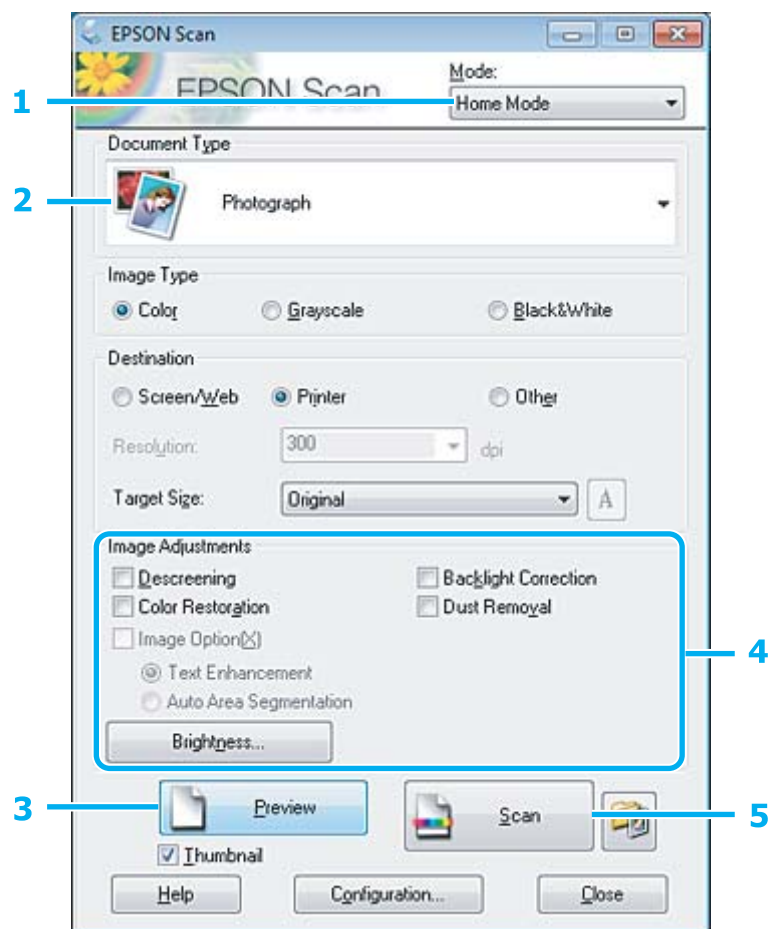 EPSON Scan
EPSON Scan
Mode:
1
Home Mode
Document Type
2
Photograph
Image Type
Color
Grayscale
Black&White
Destination
Screen/Web
Printer
Other
Resolution:
300
dpi
Target Size:
Original
A
Image Adjustments
Descreening
Backlight Correction
Color Restoration
Dust Removal
Image Option(X)
4
Text Enhancement
Auto Area Segmentation
Brightness...
3
Preview
Scan
5
Thumbnail
Help
Configuration...
Close